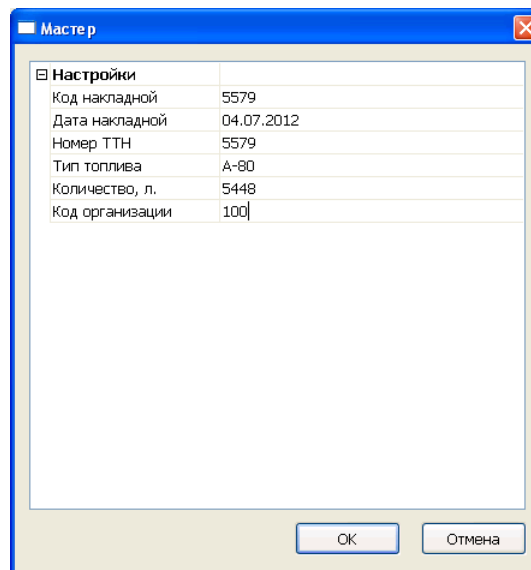 Мастер
Настройки
Код накладной 5579
Дата накладной 04.07.2012
Номер ТТН 5579
Тип топлива А-80
Количество, л. 5448
Код организации 100
ОК Отмена